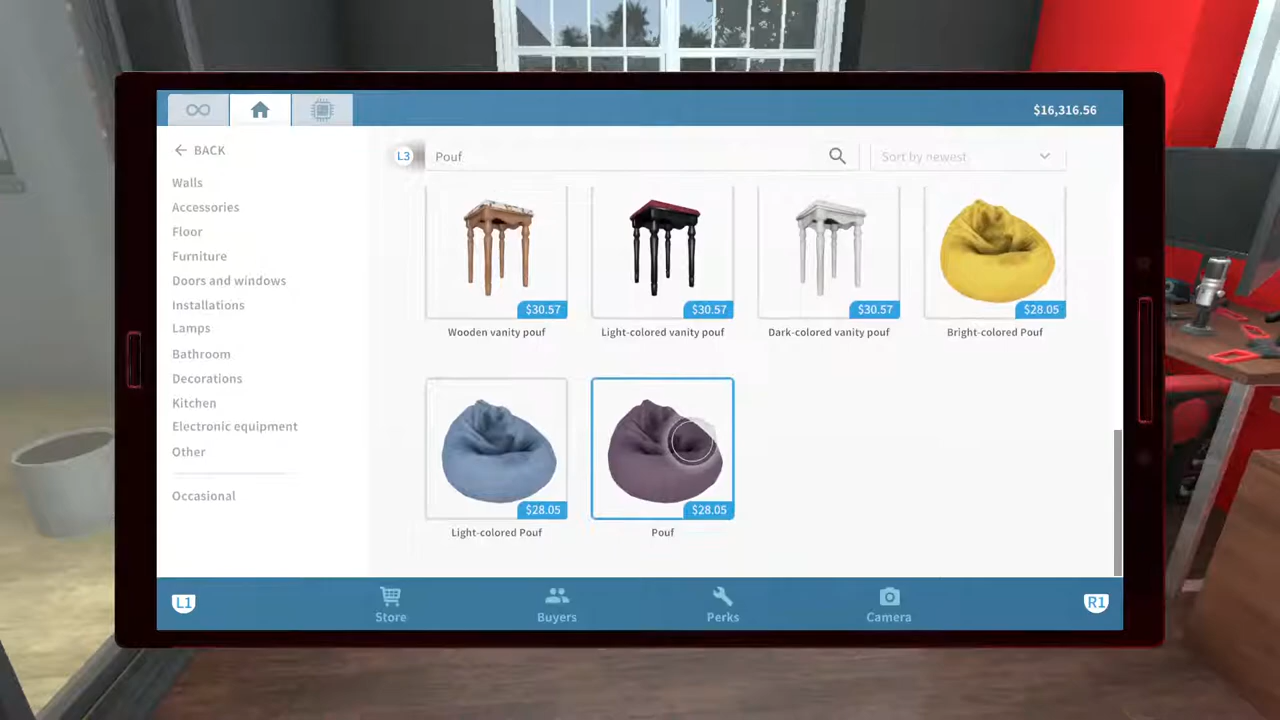 $16,316.56
BACK
L3
Pouf
Sort by newest
Walls
Accessories
Floor
Furniture
Doors and windows
Installations
Lamps
Bathroom
Decorations
Kitchen
Electronic equipment
Other
Occasional
$30.57
$30.57
$30.57
$28.05
Wooden vanity pouf
Light-colored vanity pouf
Dark-colored vanity pouf
Bright-colored Pouf
$28.05
$28.05
Light-colored Pouf
Pouf
L1
Store
Buyers
Perks
Camera
R1